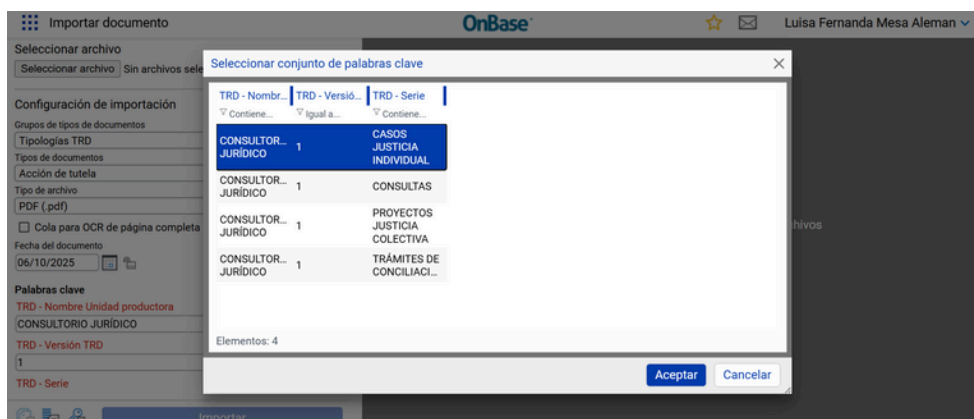 Importar documento
OnBase
Luisa Fernanda Mesa Aleman
Seleccionar archivo
Seleccionar archivo Sin archivos sele
Configuración de importación
Grupos de tipos de documentos
Tipologías TRD
Tipos de documentos
Acción de tutela
Tipo de archivo
PDF (.pdf)
Cola para OCR de página completa
Fecha del documento
06/10/2025
Palabras clave
TRD - Nombre Unidad productora
CONSULTORIO JURÍDICO
TRD - Versión TRD
1
TRD - Serie
Importar
Seleccionar conjunto de palabras clave
TRD - Nombr... TRD - Versió... TRD - Serie
Contiene... Igual a... Contiene...
CONSULTOR... JURÍDICO 1 CASOS JUSTICIA INDIVIDUAL
CONSULTOR... JURÍDICO 1 CONSULTAS
CONSULTOR... JURÍDICO 1 PROYECTOS JUSTICIA COLECTIVA
CONSULTOR... JURÍDICO 1 TRÁMITES DE CONCILIACI...
Elementos: 4
Aceptar Cancelar
hivos